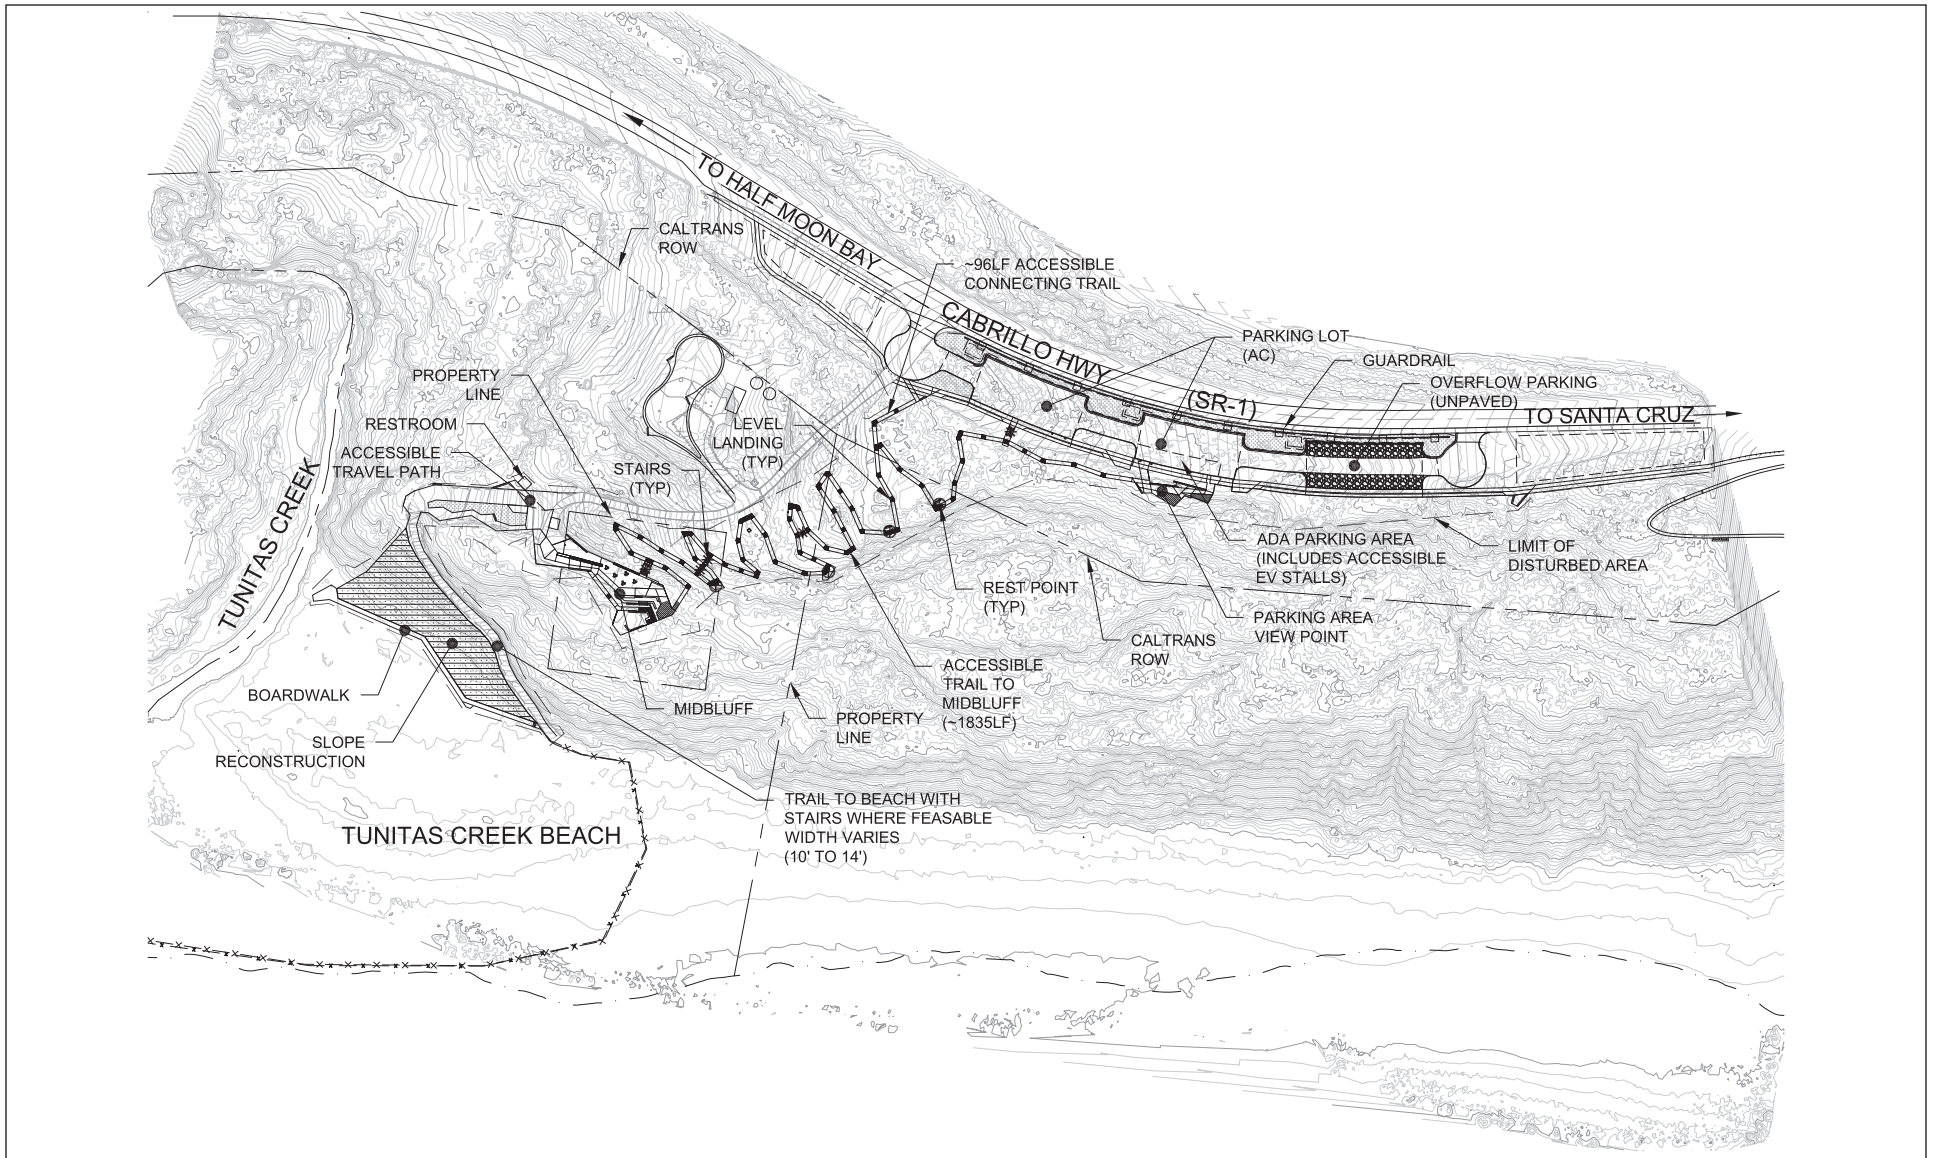 TO HALF MOON BAY
CALTRANS
ROW
~96LF ACCESSIBLE
CONNECTING TRAIL
CABRILLO HWY
(SR-1)
PARKING LOT
(AC)
GUARDRAIL
OVERFLOW PARKING
(UNPAVED)
TO SANTA CRUZ
PROPERTY
LINE
RESTROOM
ACCESSIBLE
TRAVEL PATH
STAIRS
(TYP)
LEVEL
LANDING
(TYP)
TUNITAS CREEK
ADA PARKING AREA
(INCLUDES ACCESSIBLE
EV STALLS)
LIMIT OF
DISTURBED AREA
REST POINT
(TYP)
PARKING AREA
VIEW POINT
CALTRANS
ROW
ACCESSIBLE
TRAIL TO
MIDBLUFF
(~1835LF)
BOARDWALK
MIDBLUFF
PROPERTY
LINE
SLOPE
RECONSTRUCTION
TRAIL TO BEACH WITH
STAIRS WHERE FEASABLE
WIDTH VARIES
(10' TO 14')
TUNITAS CREEK BEACH